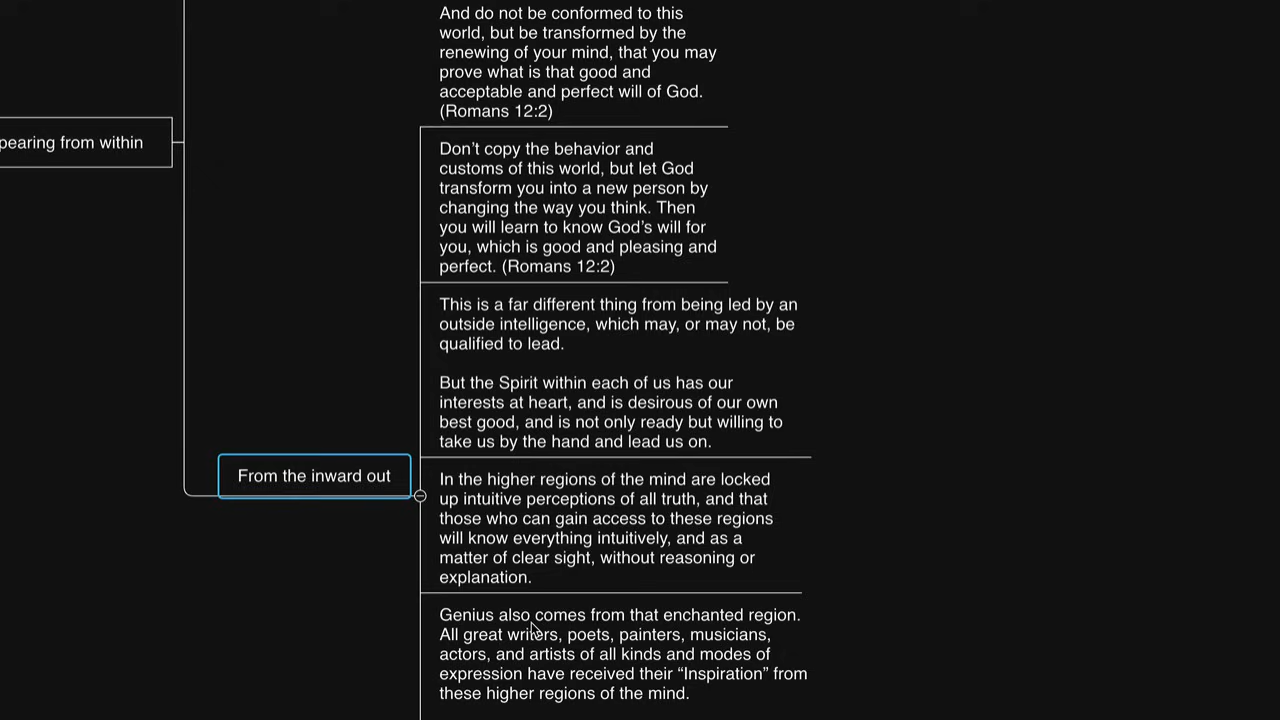 And do not be conformed to this
world, but be transformed by the
renewing of your mind, that you may
prove what is that good and
acceptable and perfect will of God.
(Romans 12:2)
pearing from within
Don’t copy the behavior and
customs of this world, but let God
transform you into a new person by
changing the way you think. Then
you will learn to know God’s will for
you, which is good and pleasing and
perfect. (Romans 12:2)
This is a far different thing from being led by an
outside intelligence, which may, or may not, be
qualified to lead.
But the Spirit within each of us has our
interests at heart, and is desirous of our own
best good, and is not only ready but willing to
take us by the hand and lead us on.
From the inward out
In the higher regions of the mind are locked
up intuitive perceptions of all truth, and that
those who can gain access to these regions
will know everything intuitively, and as a
matter of clear sight, without reasoning or
explanation.
Genius also comes from that enchanted region.
All great writers, poets, painters, musicians,
actors, and artists of all kinds and modes of
expression have received their “Inspiration” from
these higher regions of the mind.